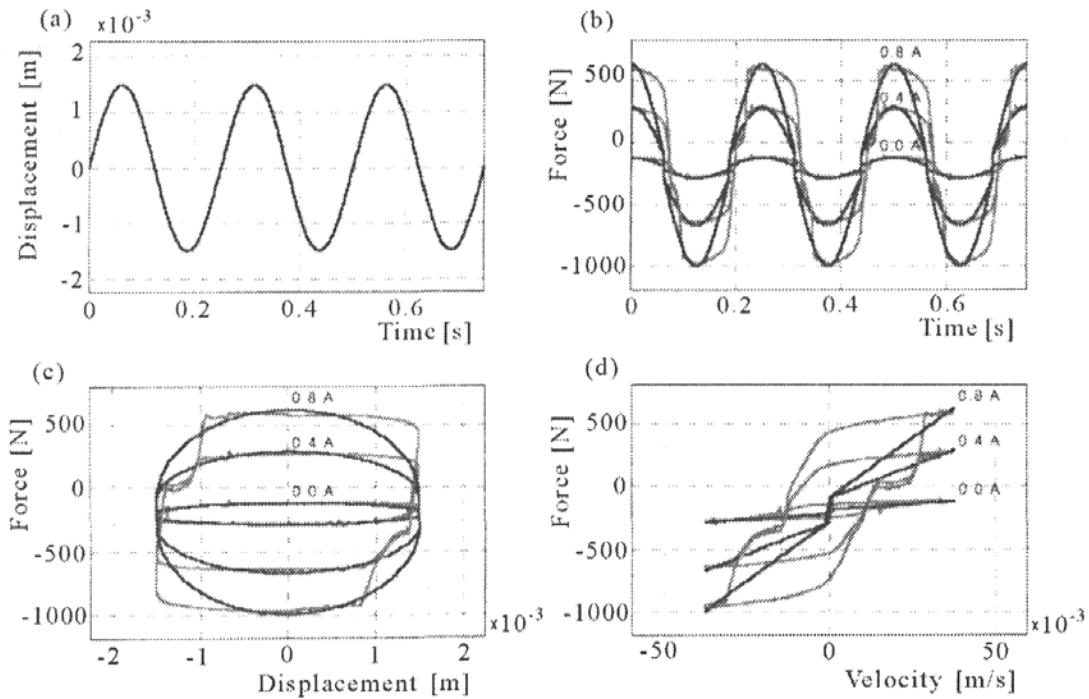 (a) ×10⁻³
Displacement [m]
2
1
0
-1
-2
0 0.2 0.4 0.6
Time [s]
(b)
Force [N]
500
0
-500
-1000
0.8 A
0.4 A
0.0 A
0 0.2 0.4 0.6
Time [s]
(c)
Force [N]
500
0
-500
-1000
0.8 A
0.4 A
0.0 A
-2 -1 0 1 2 ×10⁻³
Displacement [m]
(d)
Force [N]
500
0
-500
-1000
0.8 A
0.4 A
0.0 A
-50 0 50 ×10⁻³
Velocity [m/s]